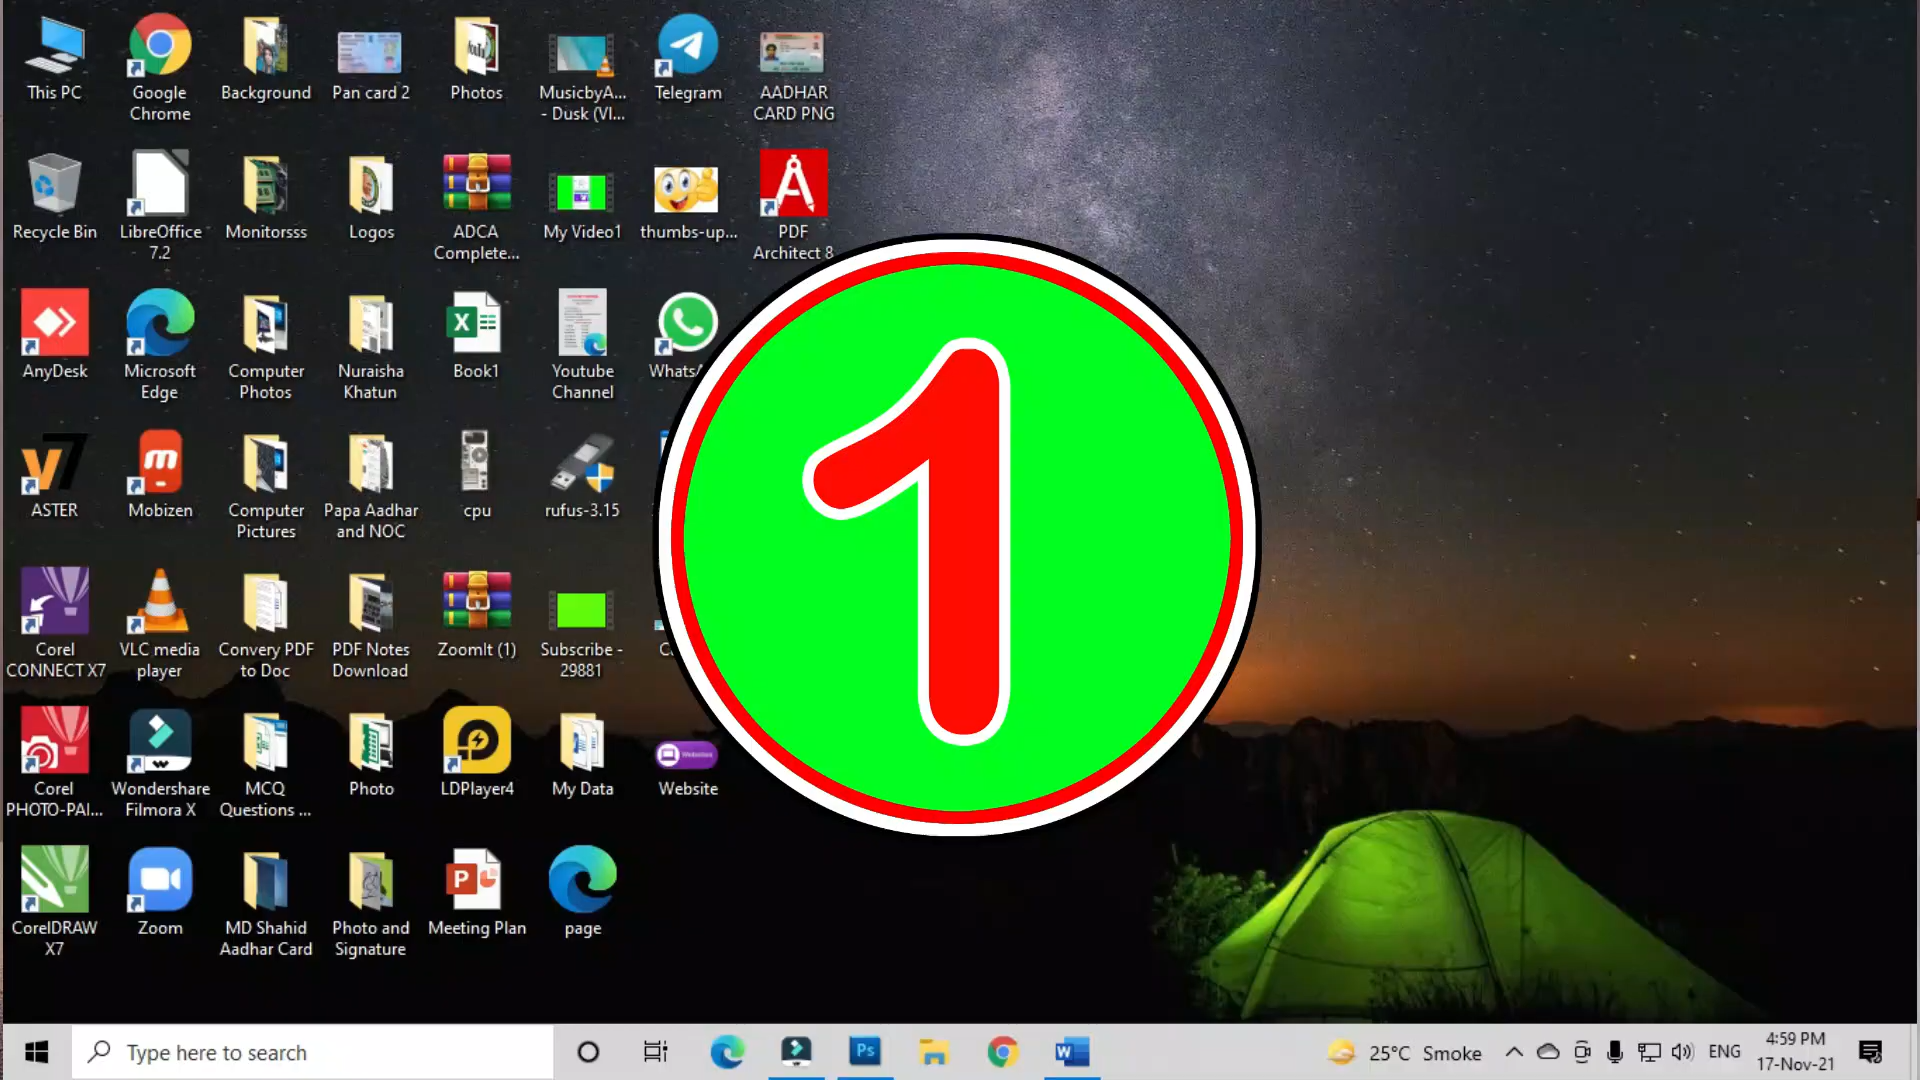 This PC
Google
Chrome
Background
Pan card 2
Photos
MusicbyA...
- Dusk (VI...
Telegram
AADHAR
CARD PNG
Recycle Bin
LibreOffice
7.2
Monitorsss
Logos
ADCA
Complete...
My Video1
thumbs-up...
PDF
Architect 8
AnyDesk
Microsoft
Edge
Computer
Photos
Nuraisha
Khatun
Book1
Youtube
Channel
WhatsA
1
ASTER
Mobizen
Computer
Pictures
Papa Aadhar
and NOC
cpu
rufus-3.15
Corel
CONNECT X7
VLC media
player
Convery PDF
to Doc
PDF Notes
Download
ZoomIt (1)
Subscribe -
29881
C
Corel
PHOTO-PAI...
Wondershare
Filmora X
MCQ
Questions ...
Photo
LDPlayer4
My Data
Website
CorelDRAW
X7
Zoom
MD Shahid
Aadhar Card
Photo and
Signature
Meeting Plan
page
Type here to search
Ps
W
25°C Smoke
ENG
4:59 PM
17-Nov-21